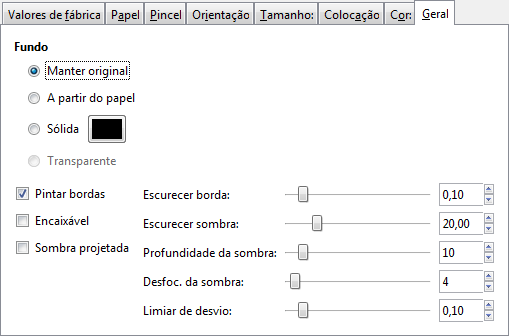 Valores de fábrica Papel Pincel Orientação Tamanho: Colocação Cor: Geral
Fundo
Manter original
A partir do papel
Sólida
Transparente
Pintar bordas Escurecer borda: 0,10
Encaixável Escurecer sombra: 20,00
Sombra projetada Profundidade da sombra: 10
Desfoc. da sombra: 4
Limiar de desvio: 0,10